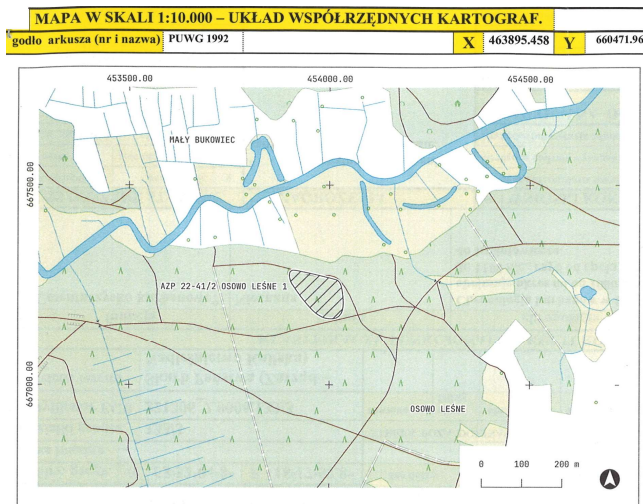 MAPA W SKALI 1:10.000 – UKŁAD WSPÓŁRZĘDNYCH KARTOGRAF.
godło arkusza (nr i nazwa) PUWG 1992 X 463895.458 Y 660471.96
453500.00 454000.00 454500.00
MAŁY BUKOWIEC
667500.00
AZP 22-41/2 OSOWO LEŚNE 1
667000.00
OSOWO LEŚNE
0 100 200 m